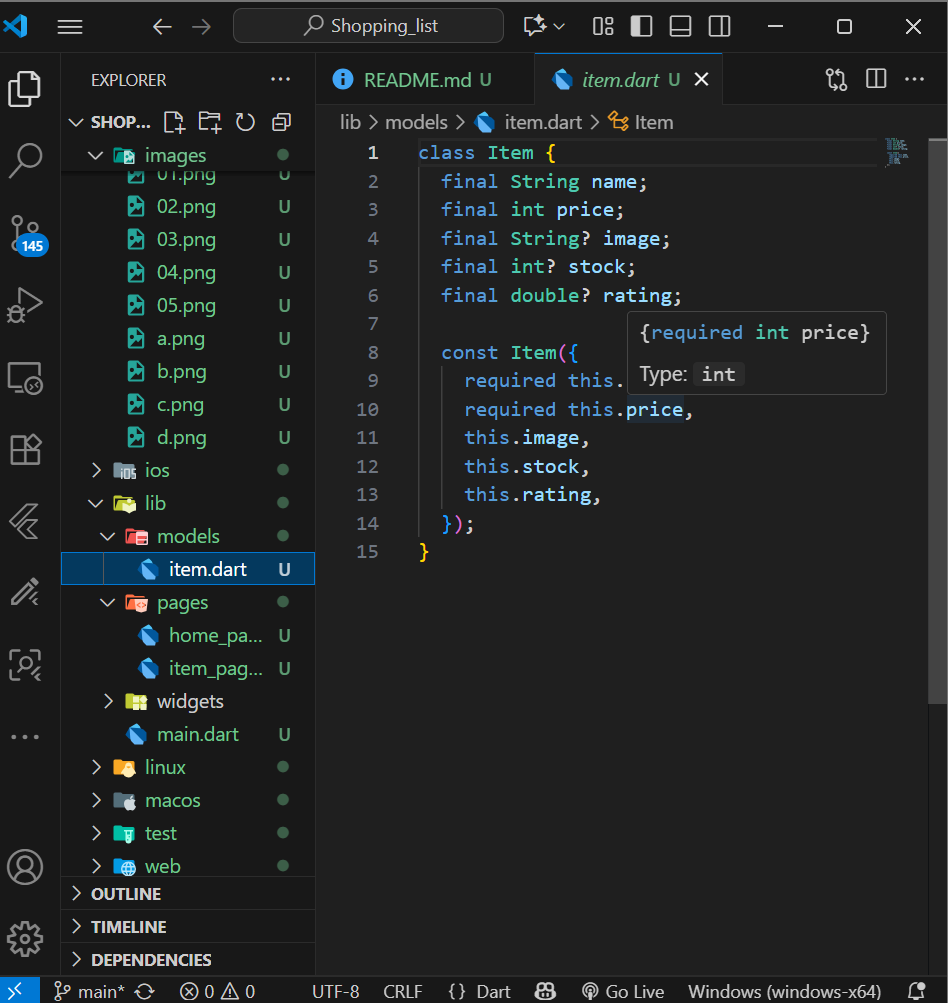 Shopping_list
EXPLORER
SHOP...
images
01.png U
02.png U
03.png U
04.png U
05.png U
a.png U
b.png U
c.png U
d.png U
ios
lib
models
item.dart U
pages
home_pa... U
item_pag... U
widgets
main.dart U
linux
macos
test
web
OUTLINE
TIMELINE
DEPENDENCIES
145
README.md U
item.dart U
lib > models > item.dart > Item
1 class Item {
2 final String name;
3 final int price;
4 final String? image;
5 final int? stock;
6 final double? rating;
7
8 const Item({
9 required this.
10 required this.price,
11 this.image,
12 this.stock,
13 this.rating,
14 });
15 }
{required int price}
Type: int
main* 0 0 UTF-8 CRLF {} Dart Go Live Windows (windows-x64)